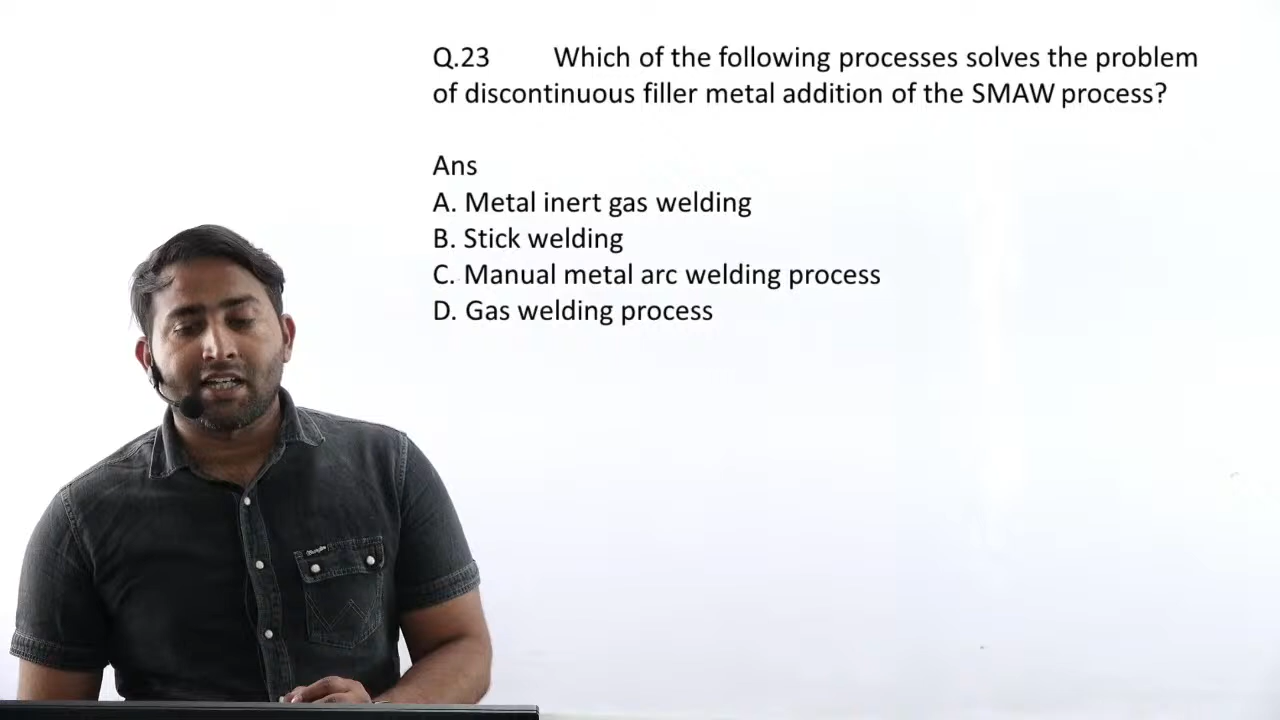 Q.23 Which of the following processes solves the problem
of discontinuous filler metal addition of the SMAW process?
Ans
A. Metal inert gas welding
B. Stick welding
C. Manual metal arc welding process
D. Gas welding process